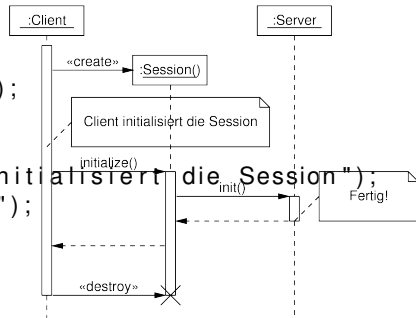 :Client
:Server
«create»
:Session()
);
Client initialisiert die Session
initialize()
nitialisiert die Session");
init()
Fertig!
");
«destroy»